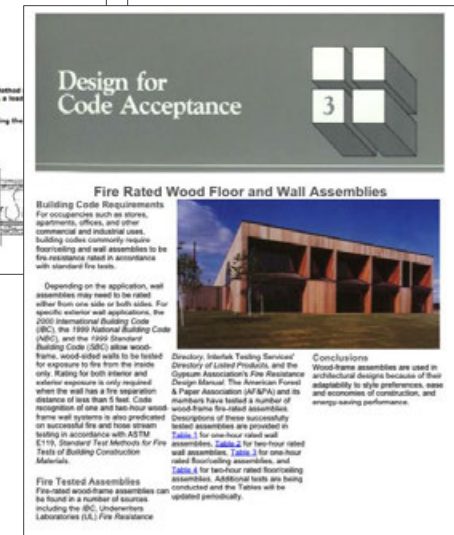 ethod
a load
ing the
Design for
Code Acceptance
3
Fire Rated Wood Floor and Wall Assemblies
Building Code Requirements
For occupancies such as stores,
apartments, offices, and other
commercial and industrial uses,
building codes commonly require
floor/ceiling and wall assemblies to be
fire-resistance rated in accordance
with standard fire tests.
Depending on the application, wall
assemblies may need to be rated
either from one side or both sides. For
specific exterior wall applications, the
2000 International Building Code
(IBC), the 1999 National Building Code
(NBC), and the 1999 Standard
Building Code (SBC) allow wood-
frame, wood-sided walls to be tested
for exposure to fire from the inside
only. Rating for both interior and
exterior exposure is only required
when the wall has a fire separation
distance of less than 5 feet. Code
recognition of one and two-hour wood-
frame wall systems is also predicated
on successful fire and hose stream
testing in accordance with ASTM
E119, Standard Test Methods for Fire
Tests of Building Construction
Materials.
Fire Tested Assemblies
Fire-rated wood-frame assemblies can
be found in a number of sources
including the IBC, Underwriters
Laboratories (UL) Fire Resistance
Directory, Intertek Testing Services'
Directory of Listed Products, and the
Gypsum Association's Fire Resistance
Design Manual. The American Forest
& Paper Association (AF&PA) and its
members have tested a number of
wood-frame fire-rated assemblies.
Descriptions of these successfully
tested assemblies are provided in
Table 1 for one-hour rated wall
assemblies, Table 2 for two-hour rated
wall assemblies, Table 3 for one-hour
rated floor/ceiling assemblies, and
Table 4 for two-hour rated floor/ceiling
assemblies. Additional tests are being
conducted and the Tables will be
updated periodically.
Conclusions
Wood-frame assemblies are used in
architectural designs because of their
adaptability to style preferences, ease
and economies of construction, and
energy-saving performance.